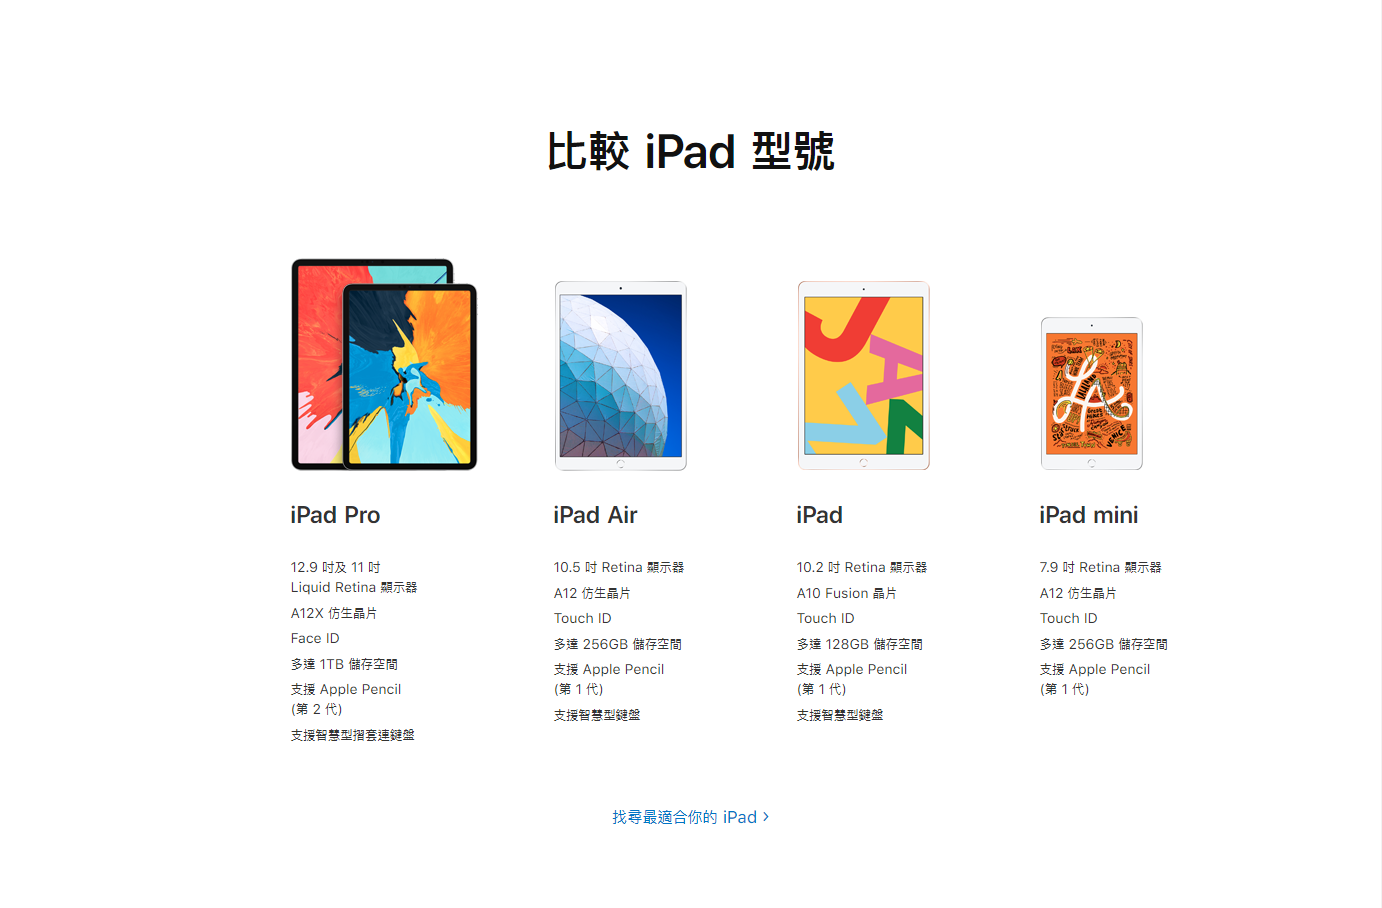 比較 iPad 型號
iPad Pro
12.9 吋及 11 吋
Liquid Retina 顯示器
A12X 仿生晶片
Face ID
多達 1TB 儲存空間
支援 Apple Pencil
(第 2 代)
支援智慧型摺套連鍵盤
iPad Air
10.5 吋 Retina 顯示器
A12 仿生晶片
Touch ID
多達 256GB 儲存空間
支援 Apple Pencil
(第 1 代)
支援智慧型鍵盤
iPad
10.2 吋 Retina 顯示器
A10 Fusion 晶片
Touch ID
多達 128GB 儲存空間
支援 Apple Pencil
(第 1 代)
支援智慧型鍵盤
iPad mini
7.9 吋 Retina 顯示器
A12 仿生晶片
Touch ID
多達 256GB 儲存空間
支援 Apple Pencil
(第 1 代)
找尋最適合你的 iPad >